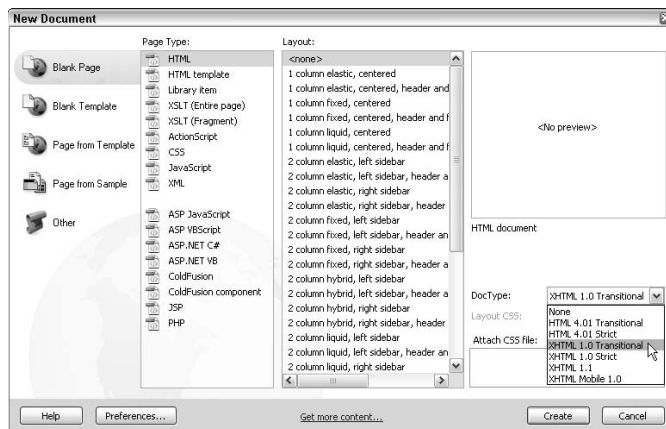 New Document
Blank Page
Blank Template
Page from Template
Page from Sample
Other
Page Type:
HTML
HTML template
Library item
XSLT (Entire page)
XSLT (Fragment)
ActionScript
CSS
JavaScript
XML
ASP JavaScript
ASP VBScript
ASP.NET C#
ASP.NET VB
ColdFusion
ColdFusion component
JSP
PHP
Layout:
<none>
1 column elastic, centered
1 column elastic, centered, header and
1 column fixed, centered
1 column fixed, centered, header and f
1 column liquid, centered
1 column liquid, centered, header and f
2 column elastic, left sidebar
2 column elastic, left sidebar, header a
2 column elastic, right sidebar
2 column elastic, right sidebar, header
2 column fixed, left sidebar
2 column fixed, left sidebar, header an
2 column fixed, right sidebar
2 column fixed, right sidebar, header a
2 column hybrid, left sidebar
2 column hybrid, left sidebar, header a
2 column hybrid, right sidebar
2 column hybrid, right sidebar, header
2 column liquid, left sidebar
2 column liquid, left sidebar, header an
2 column liquid, right sidebar
<No preview>
HTML document
DocType: XHTML 1.0 Transitional
Layout CSS:
Attach CSS file:
None
HTML 4.01 Transitional
HTML 4.01 Strict
XHTML 1.0 Transitional
XHTML 1.0 Strict
XHTML 1.1
XHTML Mobile 1.0
Help
Preferences...
Get more content...
Create
Cancel